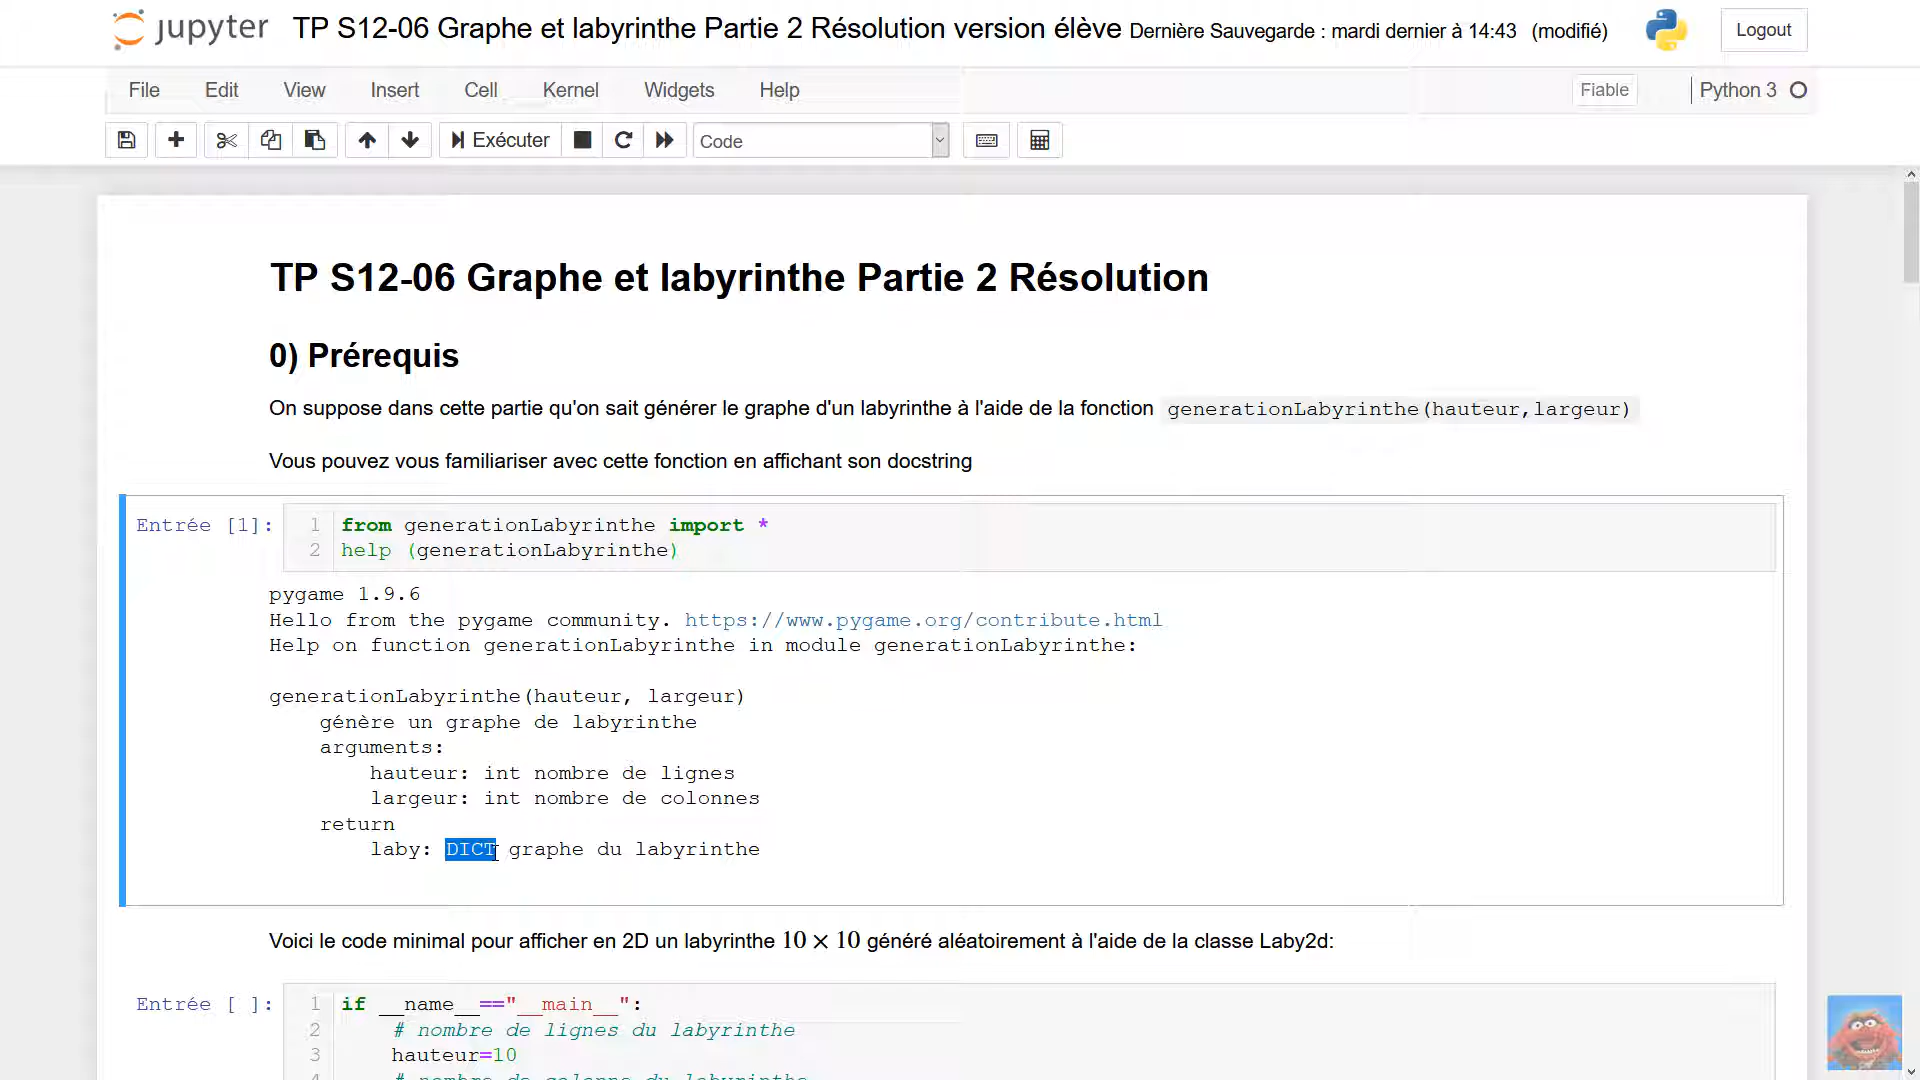 jupyter TP S12-06 Graphe et labyrinthe Partie 2 Résolution version élève Dernière Sauvegarde : mardi dernier à 14:43 (modifié) Logout
File Edit View Insert Cell Kernel Widgets Help Fiable Python 3
Exécuter Code
TP S12-06 Graphe et labyrinthe Partie 2 Résolution
0) Prérequis
On suppose dans cette partie qu'on sait générer le graphe d'un labyrinthe à l'aide de la fonction generationLabyrinthe(hauteur,largeur)
Vous pouvez vous familiariser avec cette fonction en affichant son docstring
Entrée [1]: 1 from generationLabyrinthe import *
2 help (generationLabyrinthe)
pygame 1.9.6
Hello from the pygame community. https://www.pygame.org/contribute.html
Help on function generationLabyrinthe in module generationLabyrinthe:
generationLabyrinthe(hauteur, largeur)
génère un graphe de labyrinthe
arguments:
hauteur: int nombre de lignes
largeur: int nombre de colonnes
return
laby: DICT graphe du labyrinthe
Voici le code minimal pour afficher en 2D un labyrinthe 10 × 10 généré aléatoirement à l'aide de la classe Laby2d:
Entrée [ ]: 1 if __name__=="__main__":
2 # nombre de lignes du labyrinthe
3 hauteur=10
4 # nombre de colonne du labyrinthe